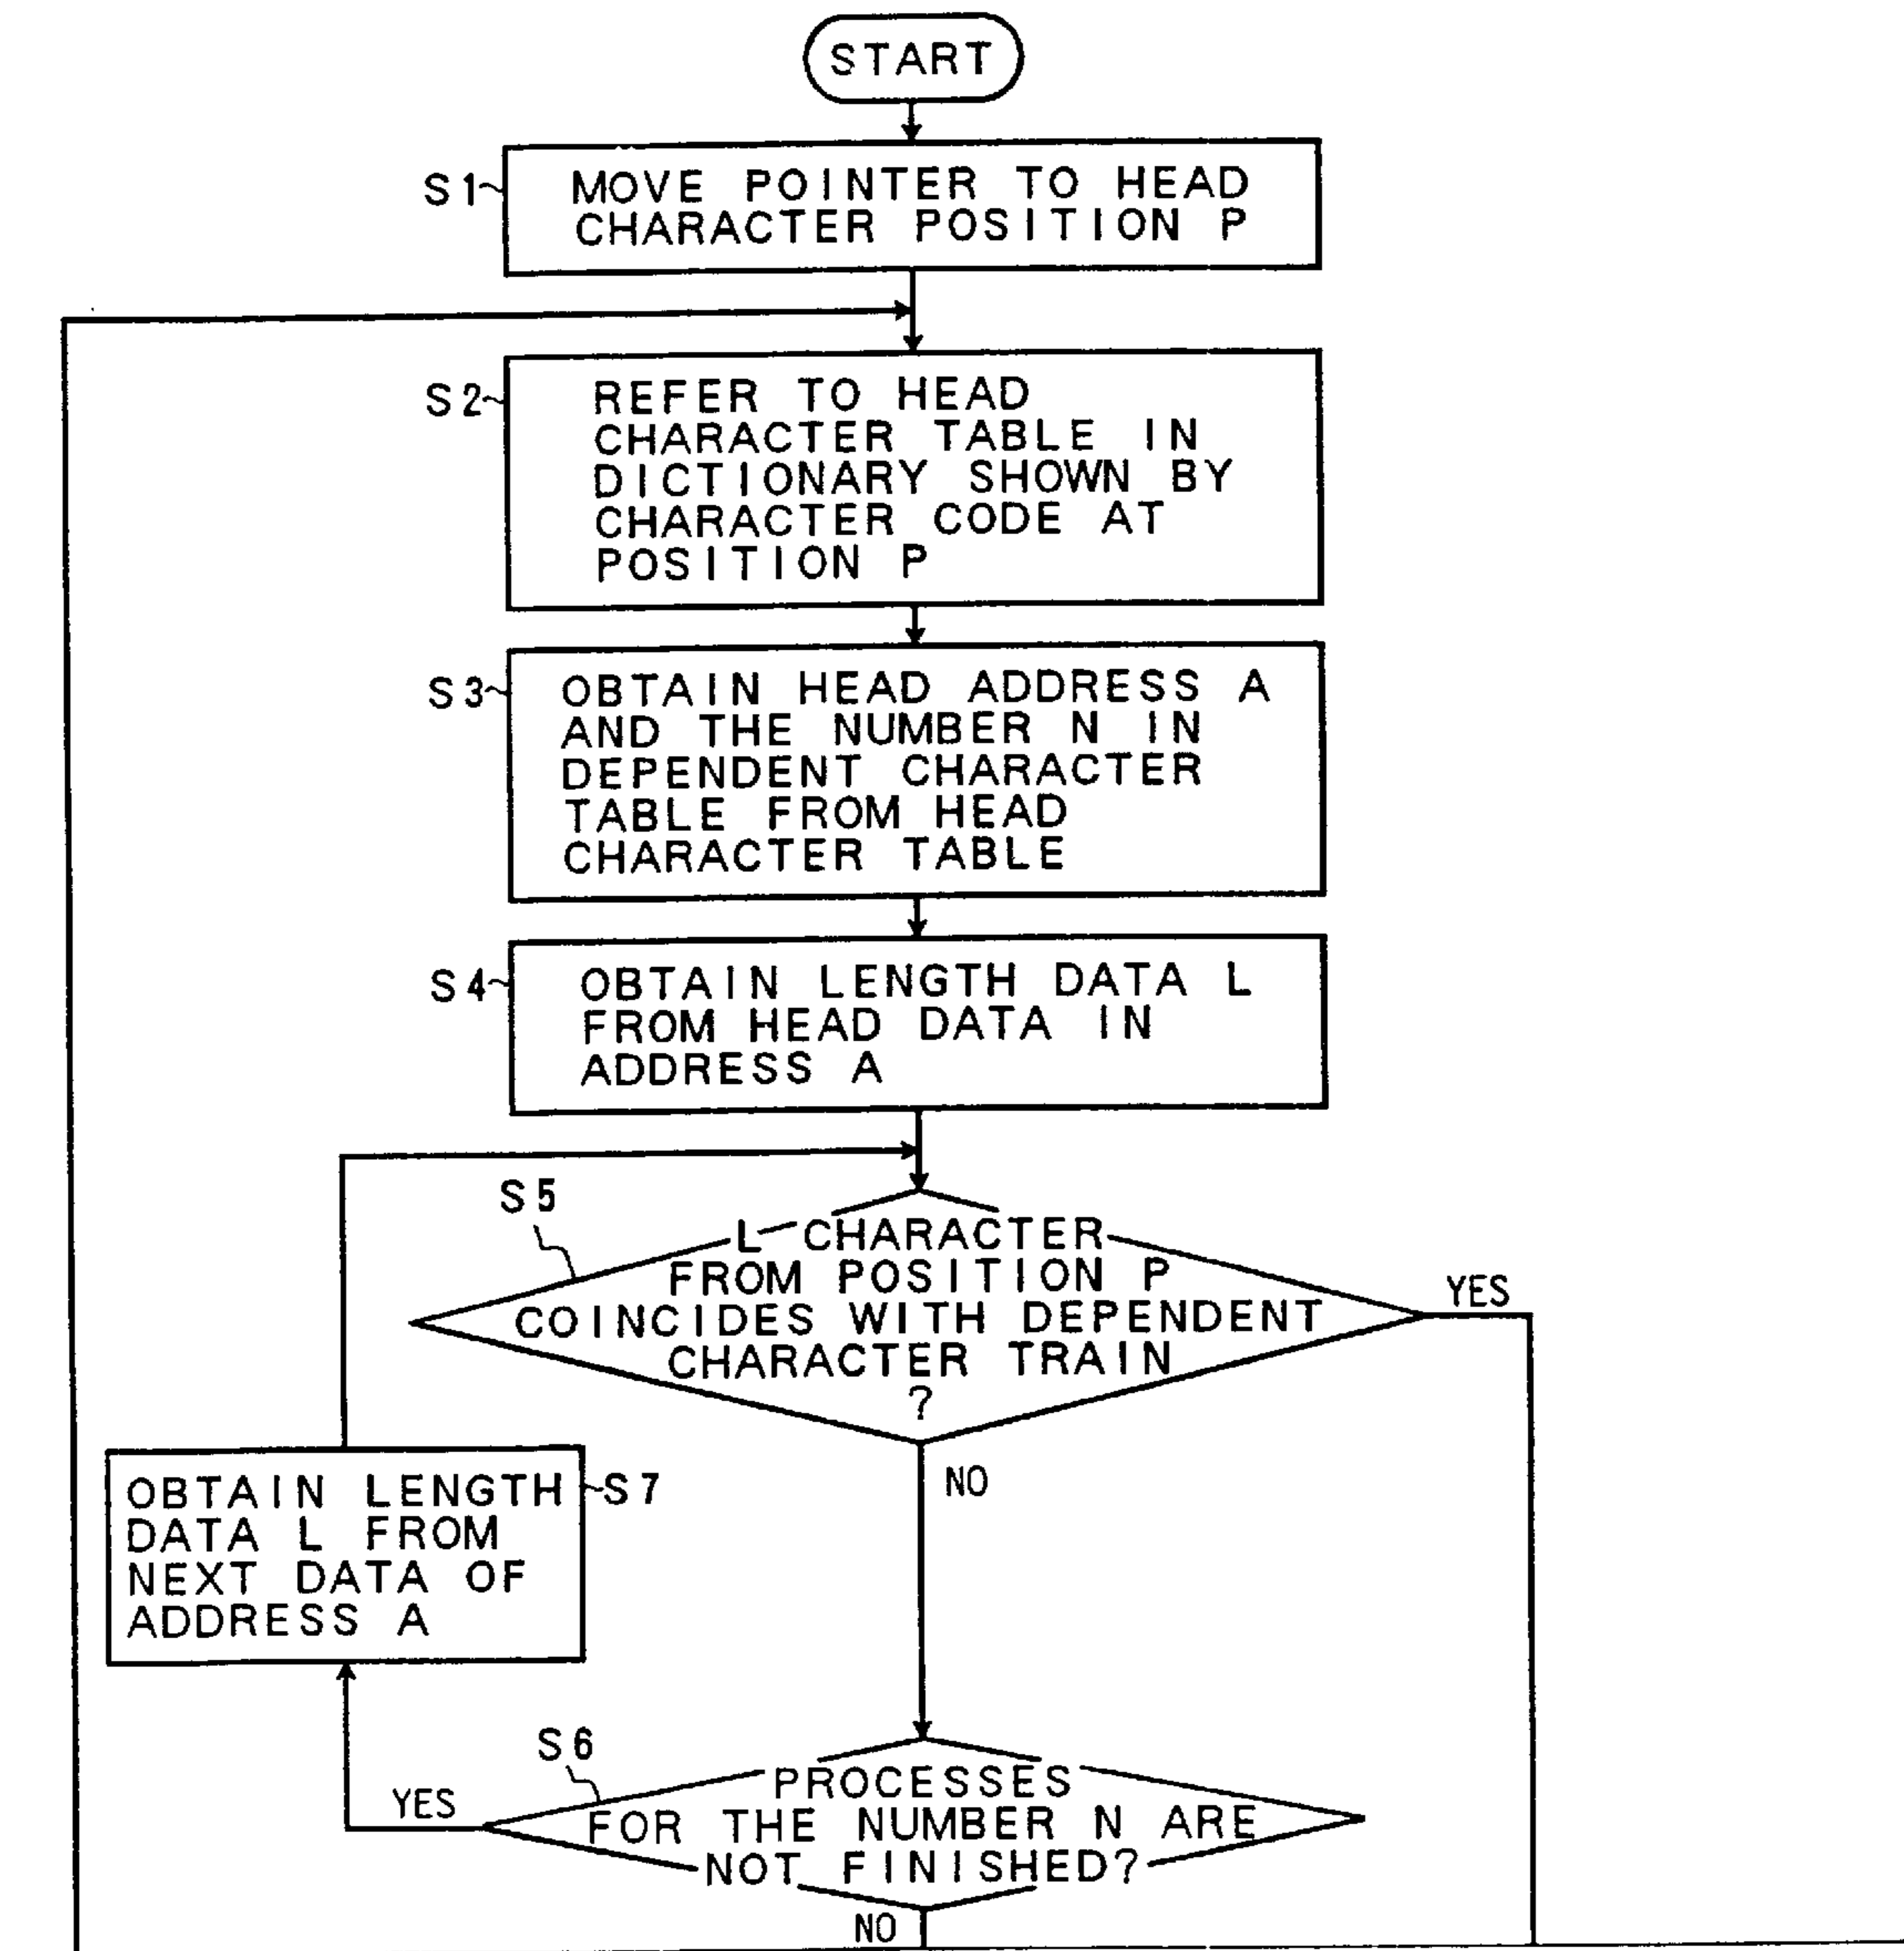 START
S1
MOVE POINTER TO HEAD
CHARACTER POSITION P
S2
REFER TO HEAD
CHARACTER TABLE IN
DICTIONARY SHOWN BY
CHARACTER CODE AT
POSITION P
S3
OBTAIN HEAD ADDRESS A
AND THE NUMBER N IN
DEPENDENT CHARACTER
TABLE FROM HEAD
CHARACTER TABLE
S4
OBTAIN LENGTH DATA L
FROM HEAD DATA IN
ADDRESS A
S5
L CHARACTER
FROM POSITION P
COINCIDES WITH DEPENDENT
CHARACTER TRAIN
?
YES
NO
S7
OBTAIN LENGTH
DATA L FROM
NEXT DATA OF
ADDRESS A
S6
PROCESSES
FOR THE NUMBER N ARE
NOT FINISHED?
YES
NO